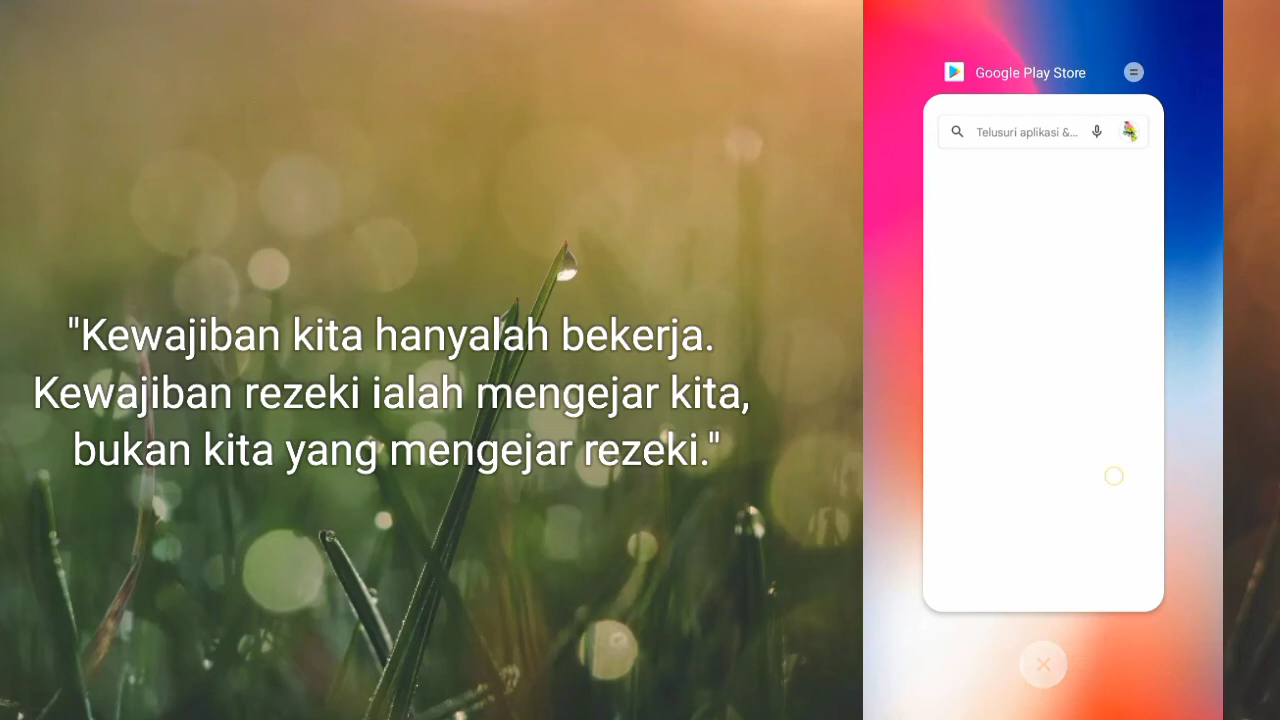 "Kewajiban kita hanyalah bekerja.
Kewajiban rezeki ialah mengejar kita,
bukan kita yang mengejar rezeki."
Google Play Store
Telusuri aplikasi &...